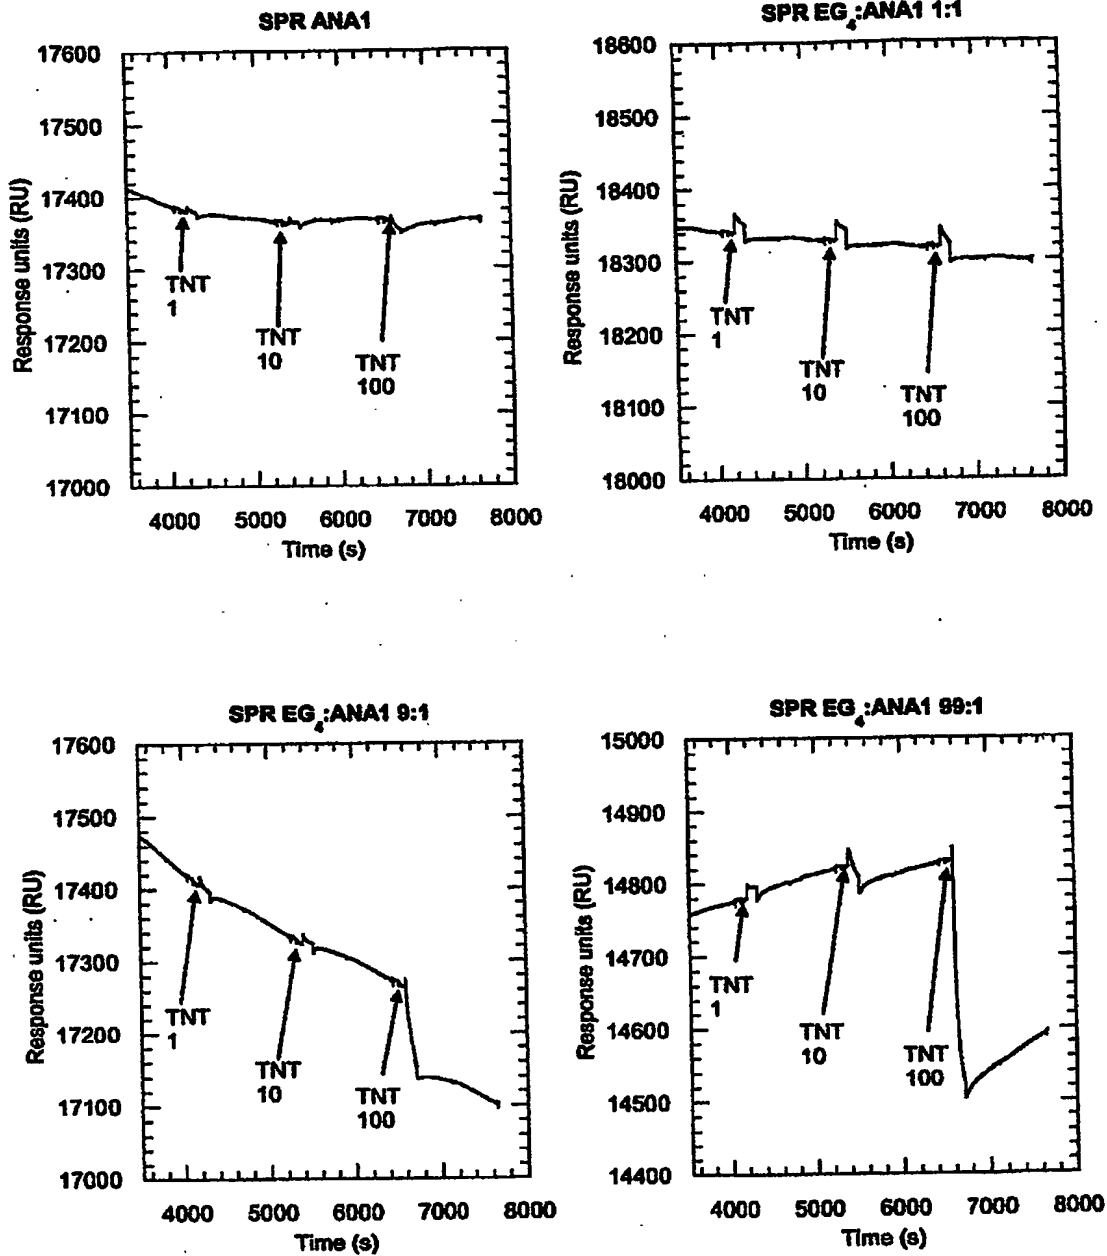 SPR ANA1
17600
17500
17400
17300
17200
17100
17000
Response units (RU)
TNT
1
TNT
10
TNT
100
4000 5000 6000 7000 8000
Time (s)
SPR EG4:ANA1 1:1
18600
18500
18400
18300
18200
18100
18000
Response units (RU)
TNT
1
TNT
10
TNT
100
4000 5000 6000 7000 8000
Time (s)
SPR EG4:ANA1 9:1
17600
17500
17400
17300
17200
17100
17000
Response units (RU)
TNT
1
TNT
10
TNT
100
4000 5000 6000 7000 8000
Time (s)
SPR EG4:ANA1 99:1
15000
14900
14800
14700
14600
14500
14400
Response units (RU)
TNT
1
TNT
10
TNT
100
4000 5000 6000 7000 8000
Time (s)